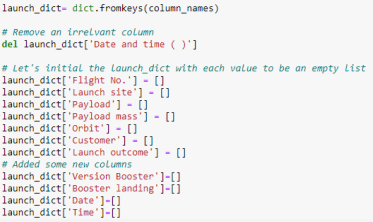 launch_dict= dict.fromkeys(column_names)
# Remove an irrelvant column
del launch_dict['Date and time ( )']
# Let's initial the launch_dict with each value to be an empty list
launch_dict['Flight No.'] = []
launch_dict['Launch site'] = []
launch_dict['Payload'] = []
launch_dict['Payload mass'] = []
launch_dict['Orbit'] = []
launch_dict['Customer'] = []
launch_dict['Launch outcome'] = []
# Added some new columns
launch_dict['Version Booster']=[]
launch_dict['Booster landing']=[]
launch_dict['Date']=[]
launch_dict['Time']=[]